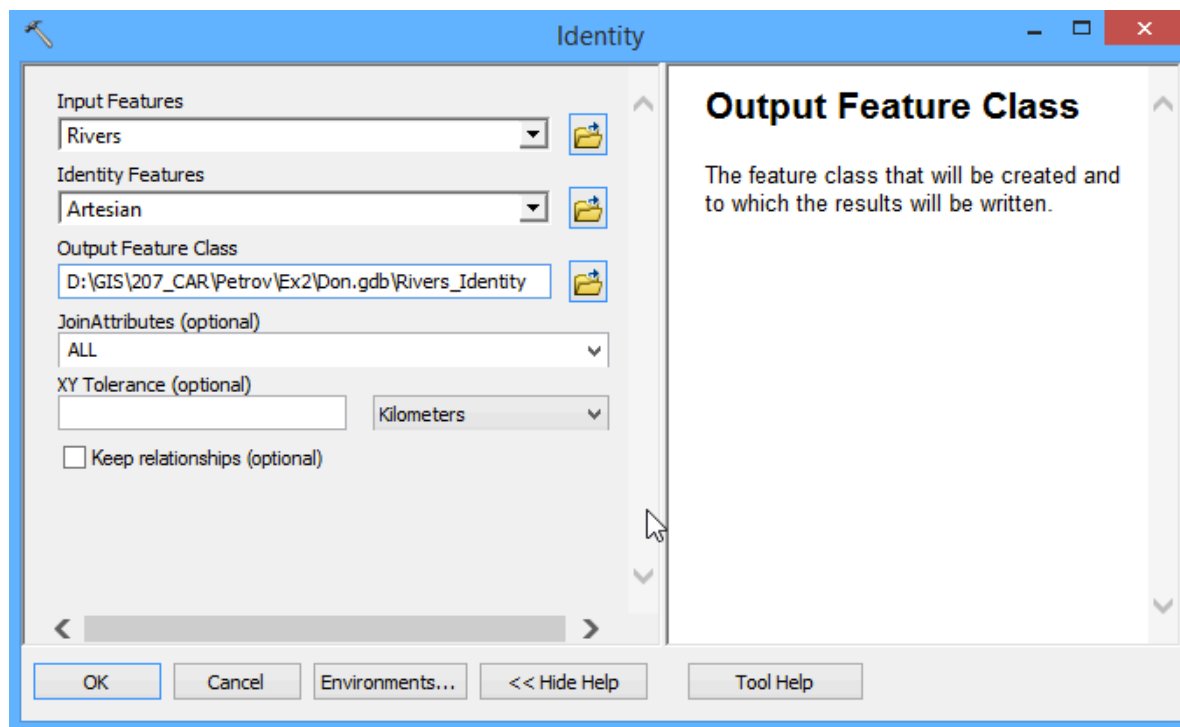 Identity
Input Features
Rivers
Identity Features
Artesian
Output Feature Class
D:\GIS\207_CAR\Petrov\Ex2\Don.gdb\Rivers_Identity
JoinAttributes (optional)
ALL
XY Tolerance (optional)
Kilometers
Keep relationships (optional)
OK
Cancel
Environments...
<< Hide Help
Output Feature Class
The feature class that will be created and
to which the results will be written.
Tool Help